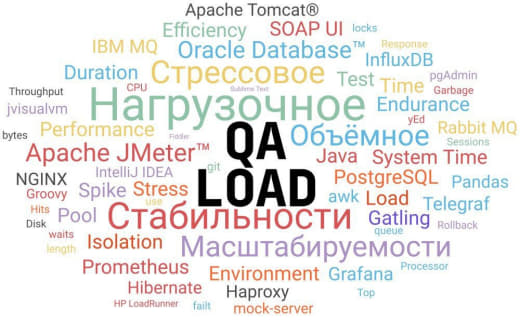 Apache Tomcat®
Efficiency SOAP UI locks
IBM MQ Oracle Database™ Response
Duration Стрессовое InfluxDB
Throughput CPU Sublime Text Test Time pgAdmin Garbage
jvisualvm Нагрузочное Endurance
bytes Performance Fiddler QA Объёмное yEd Rabbit MQ
Sessions
Apache JMeter™ git Java System Time
NGINX IntelliJ IDEA LOAD PostgreSQL Pandas
Groovy Spike Stress awk Load Telegraf
Hits Pool use Стабильности Gatling Rollback
Disk
waits Isolation queue
length Масштабируемости
Prometheus Environment Grafana Processor
Hibernate Haproxy Top
HP LoadRunner failt mock-server